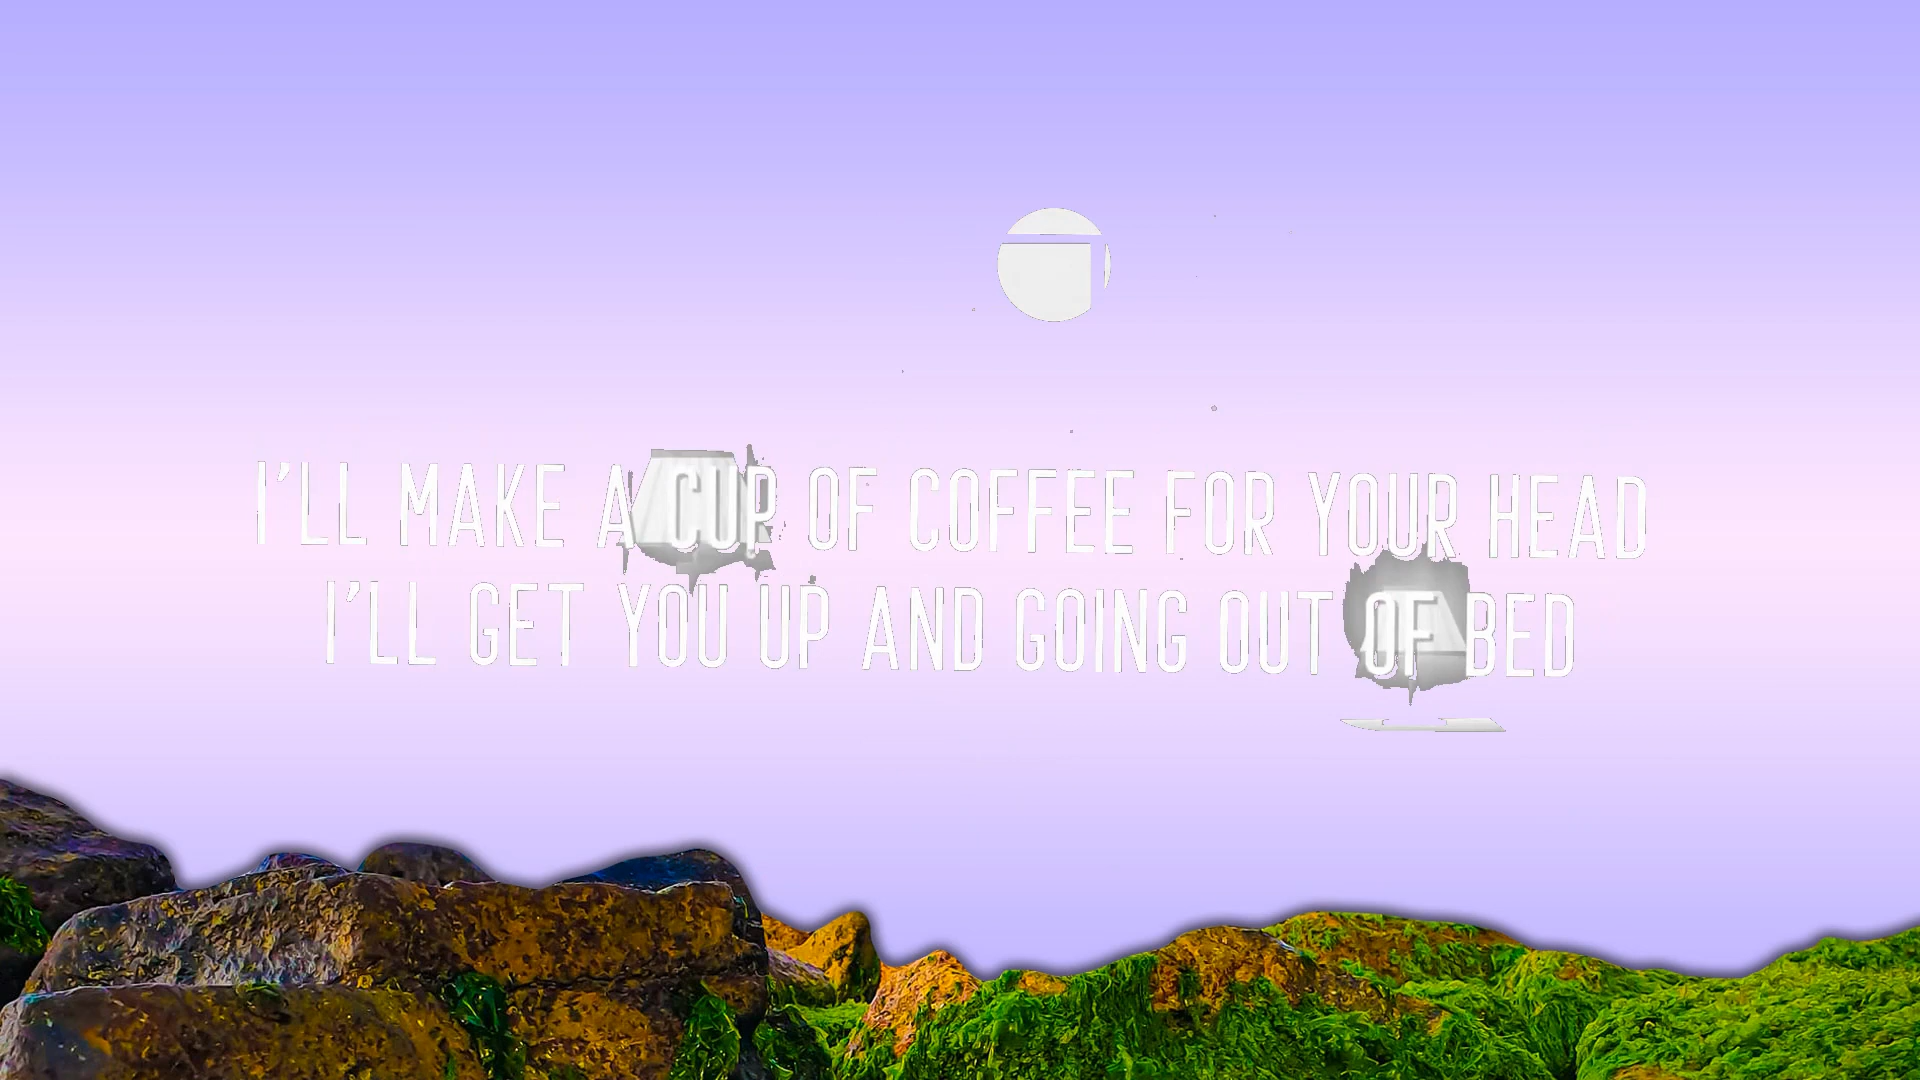 I'LL MAKE A CUP OF COFFEE FOR YOUR HEAD
I'LL GET YOU UP AND GOING OUT OF BED